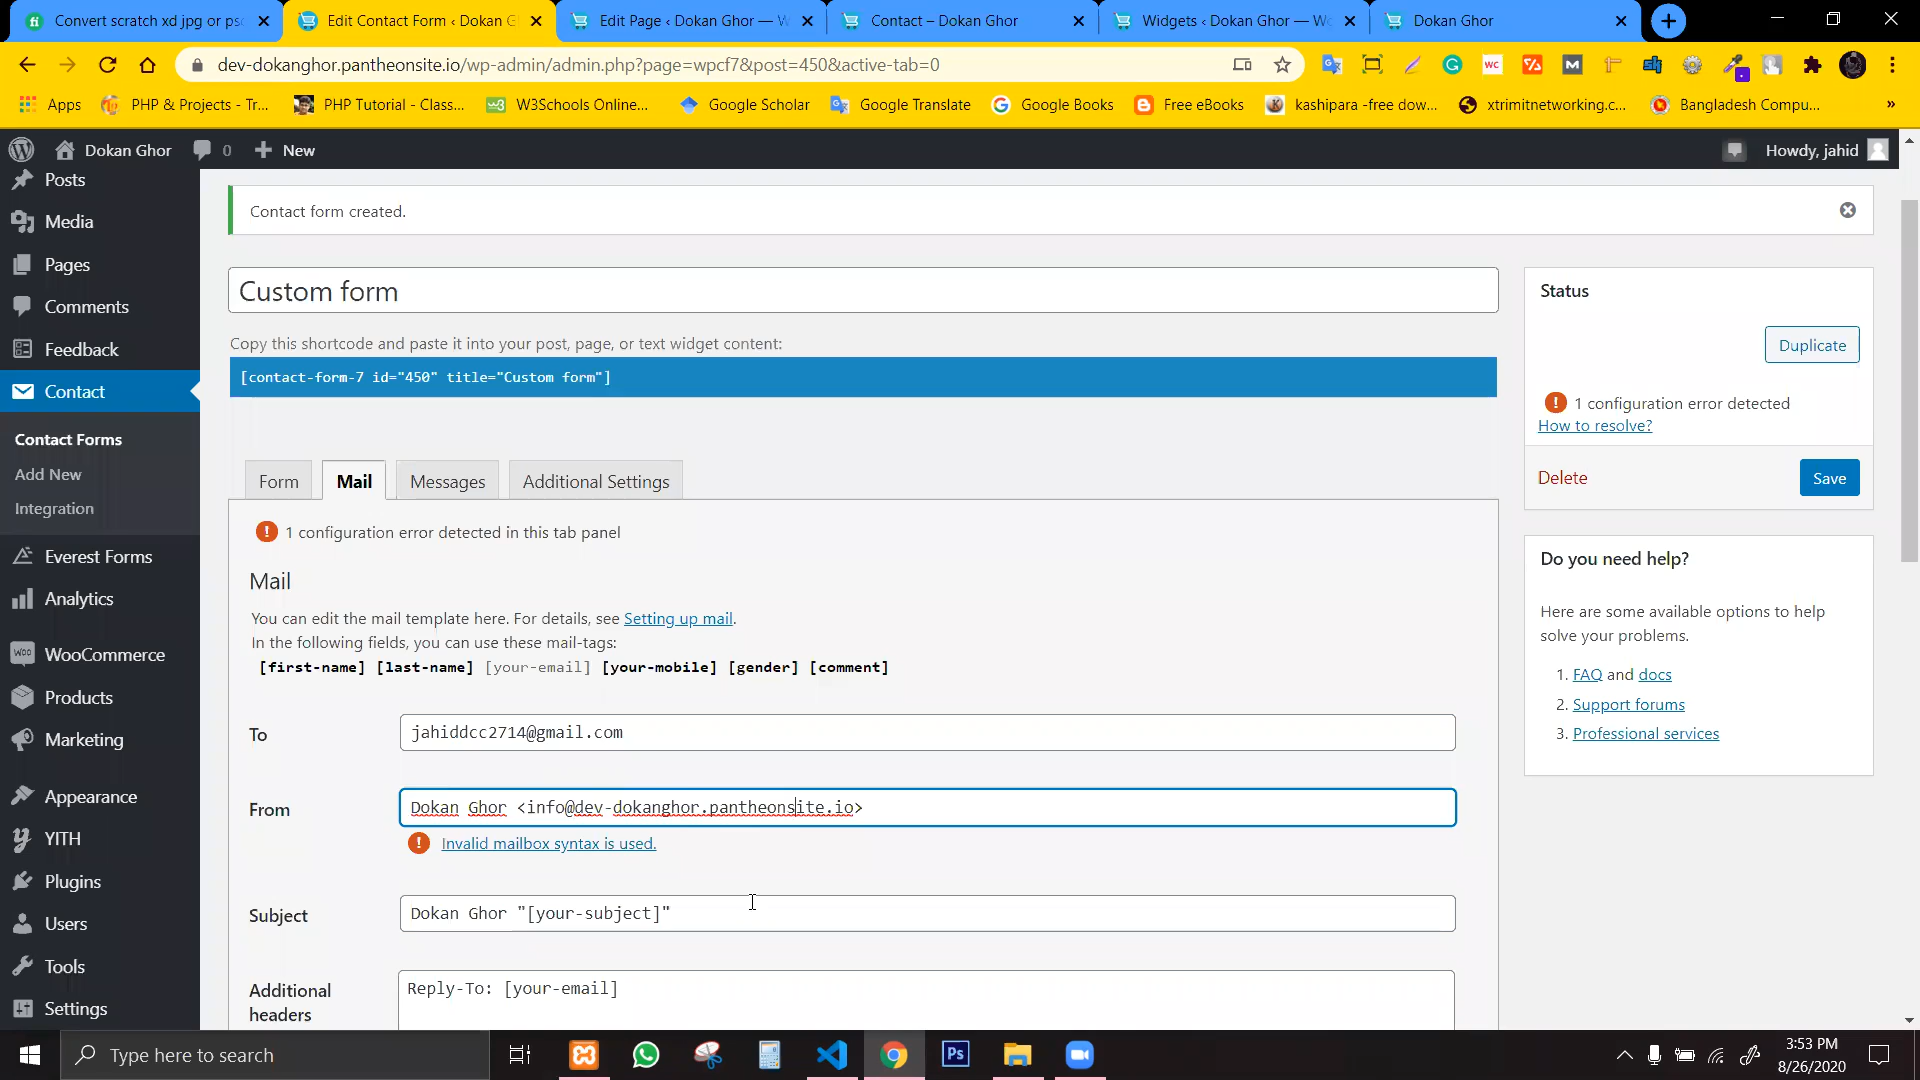 Convert scratch xd jpg or psd
Edit Contact Form ‹ Dokan G
Edit Page ‹ Dokan Ghor — W
Contact – Dokan Ghor
Widgets ‹ Dokan Ghor — Wo
Dokan Ghor
dev-dokanghor.pantheonsite.io/wp-admin/admin.php?page=wpcf7&post=450&active-tab=0
Apps
PHP & Projects - Tr...
PHP Tutorial - Class...
W3Schools Online...
Google Scholar
Google Translate
Google Books
Free eBooks
kashipara -free dow...
xtrimitnetworking.c...
Bangladesh Compu...
»
Dokan Ghor
0
New
Howdy, jahid
Posts
Media
Pages
Comments
Feedback
Contact
Contact Forms
Add New
Integration
Everest Forms
Analytics
WooCommerce
Products
Marketing
Appearance
YITH
Plugins
Users
Tools
Settings
Contact form created.
Custom form
Copy this shortcode and paste it into your post, page, or text widget content:
[contact-form-7 id="450" title="Custom form"]
Form
Mail
Messages
Additional Settings
1 configuration error detected in this tab panel
Mail
You can edit the mail template here. For details, see Setting up mail.
In the following fields, you can use these mail-tags:
[first-name] [last-name] [your-email] [your-mobile] [gender] [comment]
To
jahiddcc2714@gmail.com
From
Dokan Ghor <info@dev-dokanghor.pantheonsite.io>
Invalid mailbox syntax is used.
Subject
Dokan Ghor "[your-subject]"
Additional headers
Reply-To: [your-email]
Status
Duplicate
1 configuration error detected
How to resolve?
Delete
Save
Do you need help?
Here are some available options to help
solve your problems.
1. FAQ and docs
2. Support forums
3. Professional services
Type here to search
Ps
3:53 PM
8/26/2020